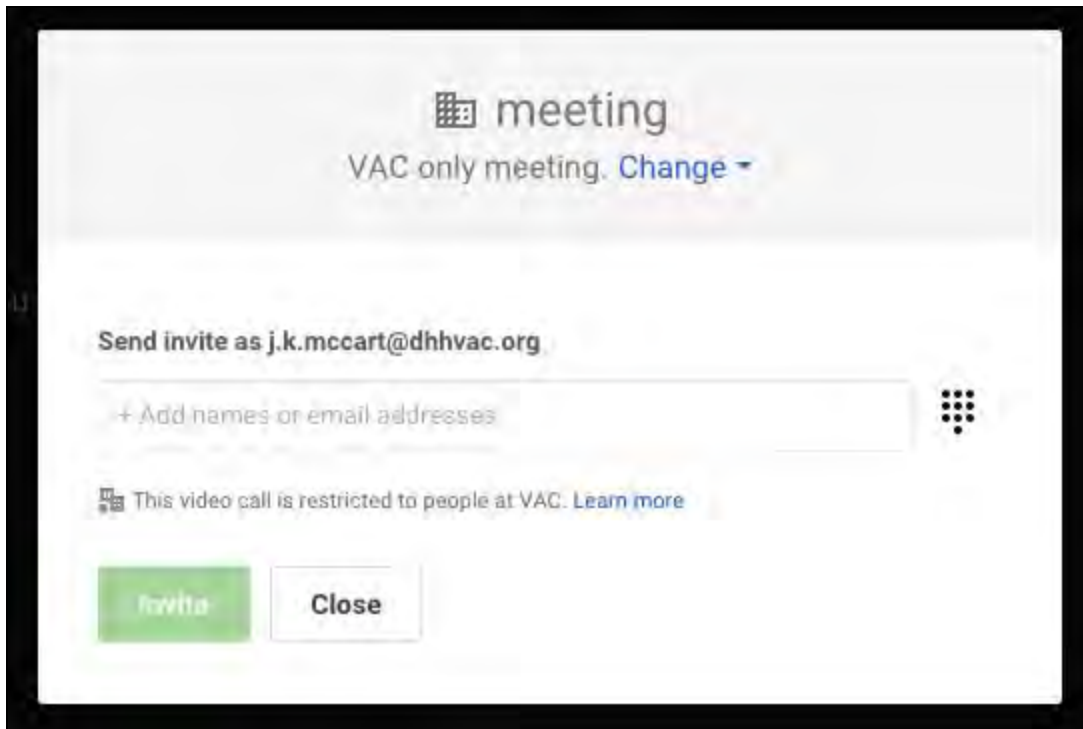 meeting
VAC only meeting. Change
Send invite as j.k.mccart@dhhvac.org
+ Add names or email addresses
This video call is restricted to people at VAC. Learn more
Invite
Close